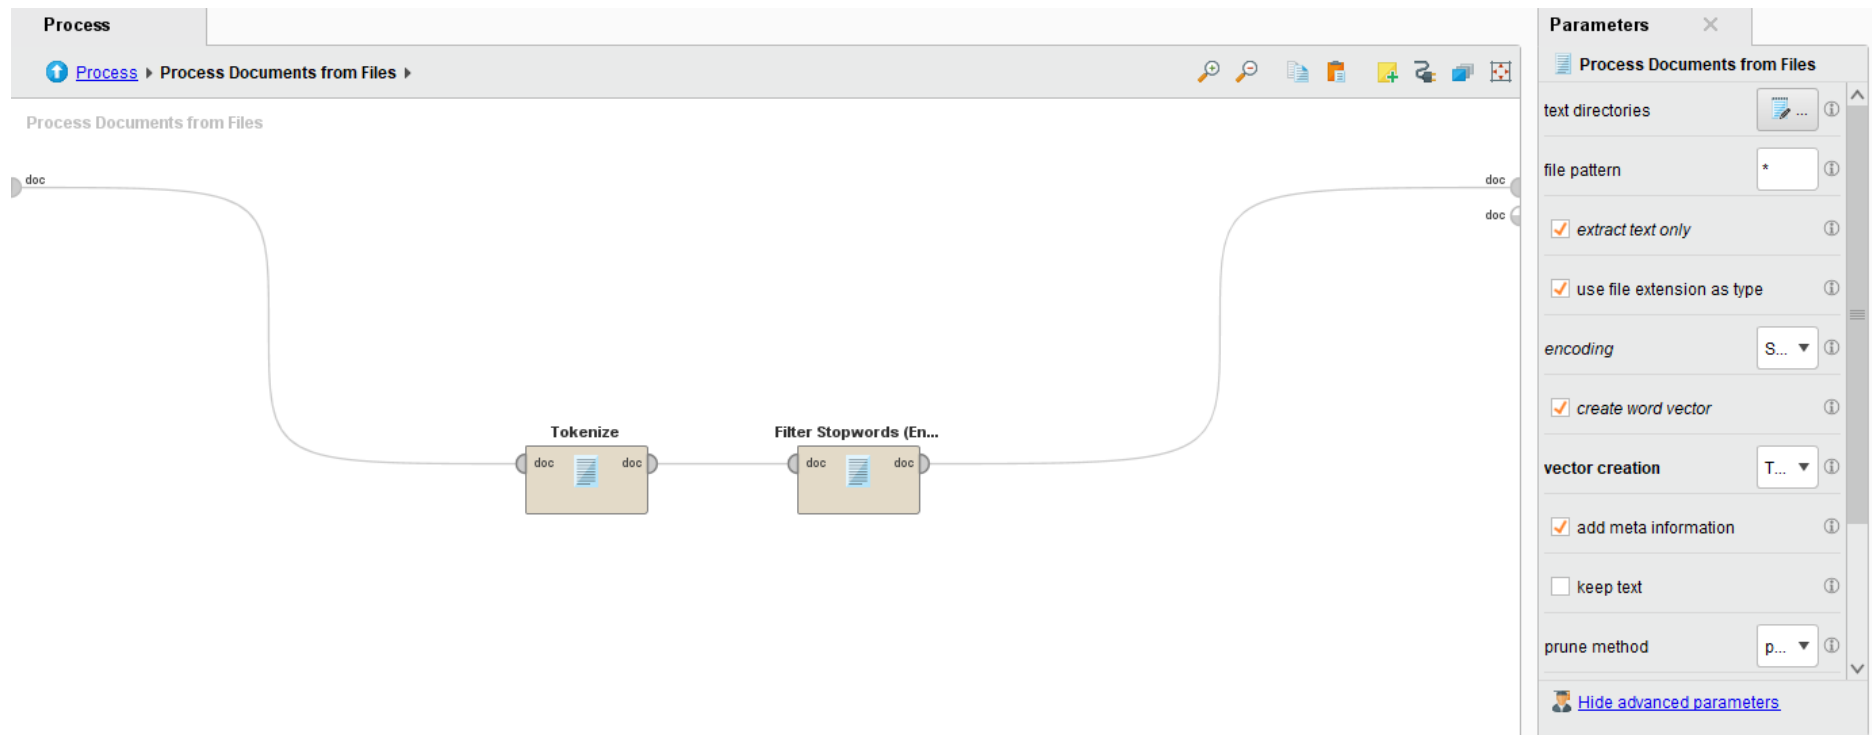 Process
Process Process Documents from Files
Process Documents from Files
doc
doc
doc
Tokenize
doc doc
Filter Stopwords (En...
doc doc
Parameters
Process Documents from Files
text directories ...
file pattern *
extract text only
use file extension as type
encoding S...
create word vector
vector creation T...
add meta information
keep text
prune method p...
Hide advanced parameters